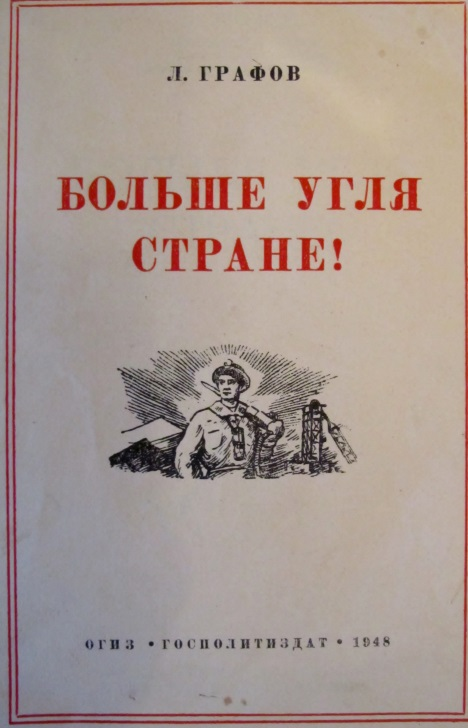 Л. ГРАФОВ
БОЛЬШЕ УГЛЯ
СТРАНЕ!
ОГИЗ • ГОСПОЛИТИЗДАТ • 1948